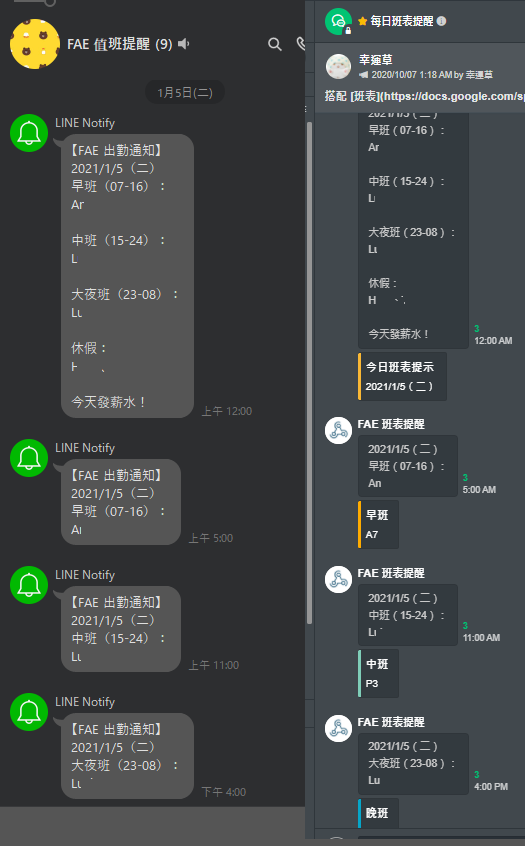 FAE 值班提醒 (9)
1月5日(二)
LINE Notify
【FAE 出勤通知】
2021/1/5（二）
早班（07-16）：
Ar
中班（15-24）：
L
大夜班（23-08）：
Lu
休假：
H
今天發薪水！
上午 12:00
LINE Notify
【FAE 出勤通知】
2021/1/5（二）
早班（07-16）：
上午 5:00
LINE Notify
【FAE 出勤通知】
2021/1/5（二）
中班（15-24）：
Lu
上午 11:00
LINE Notify
【FAE 出勤通知】
2021/1/5（二）
大夜班（23-08）：
Lu
下午 4:00
每日班表提醒
幸運草
2020/10/07 1:18 AM by 幸運草
搭配 [班表](https://docs.google.com/sp
2021/1/5（二）
早班（07-16）：
Ar
中班（15-24）：
大夜班（23-08）：
Lu
休假：
H
今天發薪水！
3
12:00 AM
今日班表提示
2021/1/5（二）
FAE 班表提醒
2021/1/5（二）
早班（07-16）：
An
3
5:00 AM
早班
A7
FAE 班表提醒
2021/1/5（二）
中班（15-24）：
Lu
3
11:00 AM
中班
P3
FAE 班表提醒
2021/1/5（二）
大夜班（23-08）：
Lu
3
4:00 PM
晚班